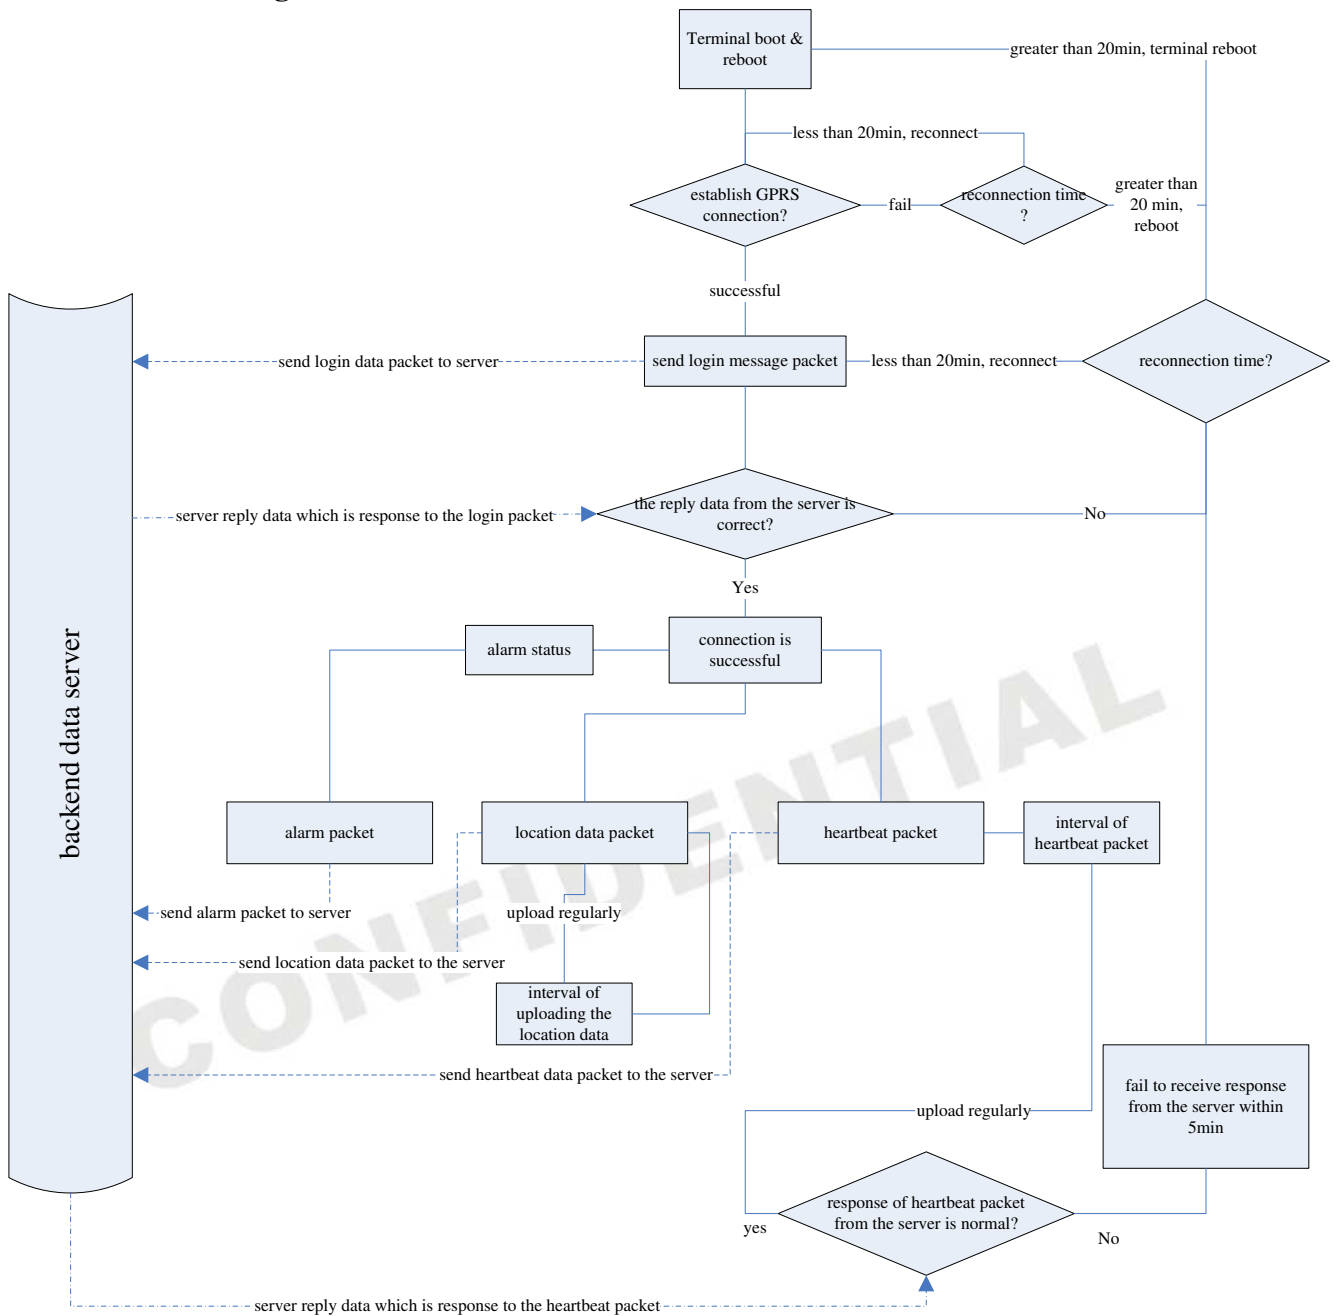 Terminal boot &
reboot
greater than 20min, terminal reboot
less than 20min, reconnect
establish GPRS
connection?
fail
reconnection time
?
greater than
20 min,
reboot
successful
send login data packet to server
send login message packet
less than 20min, reconnect
reconnection time?
server reply data which is response to the login packet
the reply data from the server is
correct?
No
Yes
alarm status
connection is
successful
backend data server
alarm packet
location data packet
heartbeat packet
interval of
heartbeat packet
send alarm packet to server
upload regularly
send location data packet to the server
interval of
uploading the
location data
send heartbeat data packet to the server
fail to receive response
from the server within
5min
upload regularly
response of heartbeat packet
from the server is normal?
yes
No
server reply data which is response to the heartbeat packet
CONFIDENTIAL